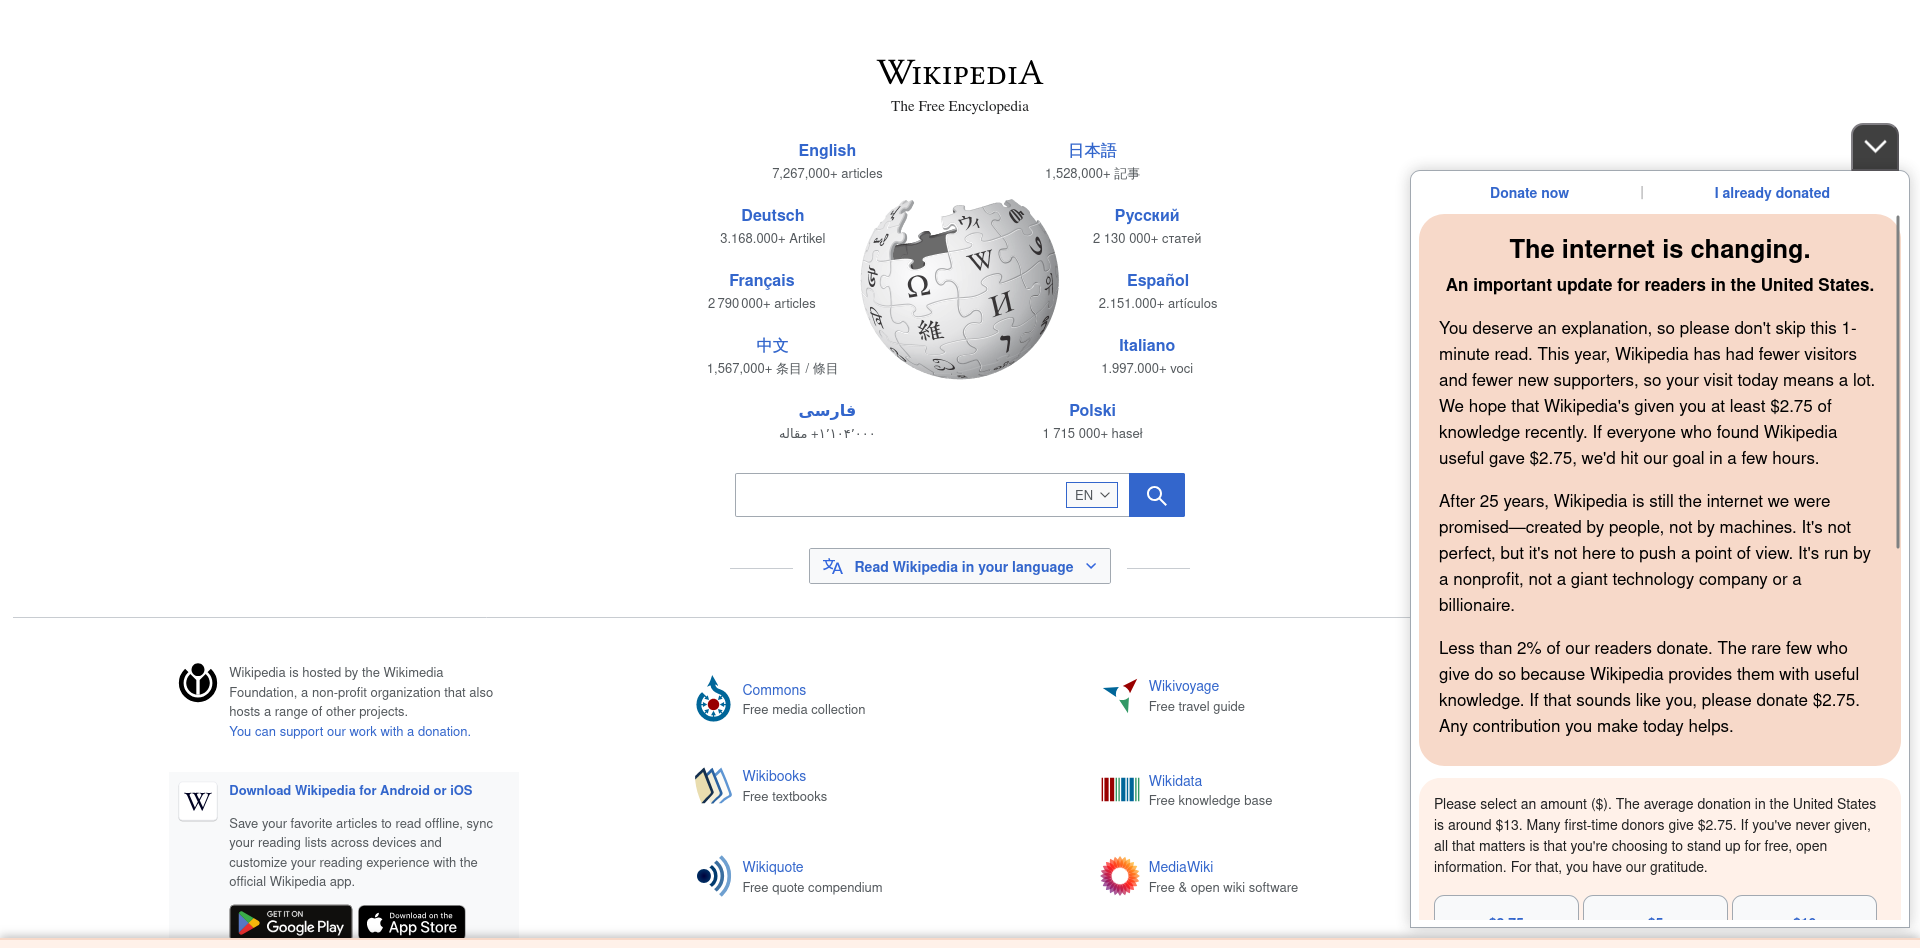 WIKIPEDIA
The Free Encyclopedia
English
7,267,000+ articles
日本語
1,528,000+ 記事
Deutsch
3.168.000+ Artikel
Русский
2 130 000+ статей
Français
2 790 000+ articles
Español
2.151.000+ artículos
中文
1,567,000+ 条目 / 條目
Italiano
1.997.000+ voci
فارسی
۱٬۱۰۴٬۰۰۰+ مقاله
Polski
1 715 000+ haseł
Ω
W
И
維
ウィ
EN
Read Wikipedia in your language
Wikipedia is hosted by the Wikimedia
Foundation, a non-profit organization that also
hosts a range of other projects.
You can support our work with a donation.
W
Download Wikipedia for Android or iOS
Save your favorite articles to read offline, sync
your reading lists across devices and
customize your reading experience with the
official Wikipedia app.
GET IT ON
Google Play
Download on the
App Store
Commons
Free media collection
Wikivoyage
Free travel guide
Wikibooks
Free textbooks
Wikidata
Free knowledge base
Wikiquote
Free quote compendium
MediaWiki
Free & open wiki software
Donate now | I already donated
The internet is changing.
An important update for readers in the United States.
You deserve an explanation, so please don't skip this 1-
minute read. This year, Wikipedia has had fewer visitors
and fewer new supporters, so your visit today means a lot.
We hope that Wikipedia's given you at least $2.75 of
knowledge recently. If everyone who found Wikipedia
useful gave $2.75, we'd hit our goal in a few hours.
After 25 years, Wikipedia is still the internet we were
promised—created by people, not by machines. It's not
perfect, but it's not here to push a point of view. It's run by
a nonprofit, not a giant technology company or a
billionaire.
Less than 2% of our readers donate. The rare few who
give do so because Wikipedia provides them with useful
knowledge. If that sounds like you, please donate $2.75.
Any contribution you make today helps.
Please select an amount ($). The average donation in the United States
is around $13. Many first-time donors give $2.75. If you've never given,
all that matters is that you're choosing to stand up for free, open
information. For that, you have our gratitude.